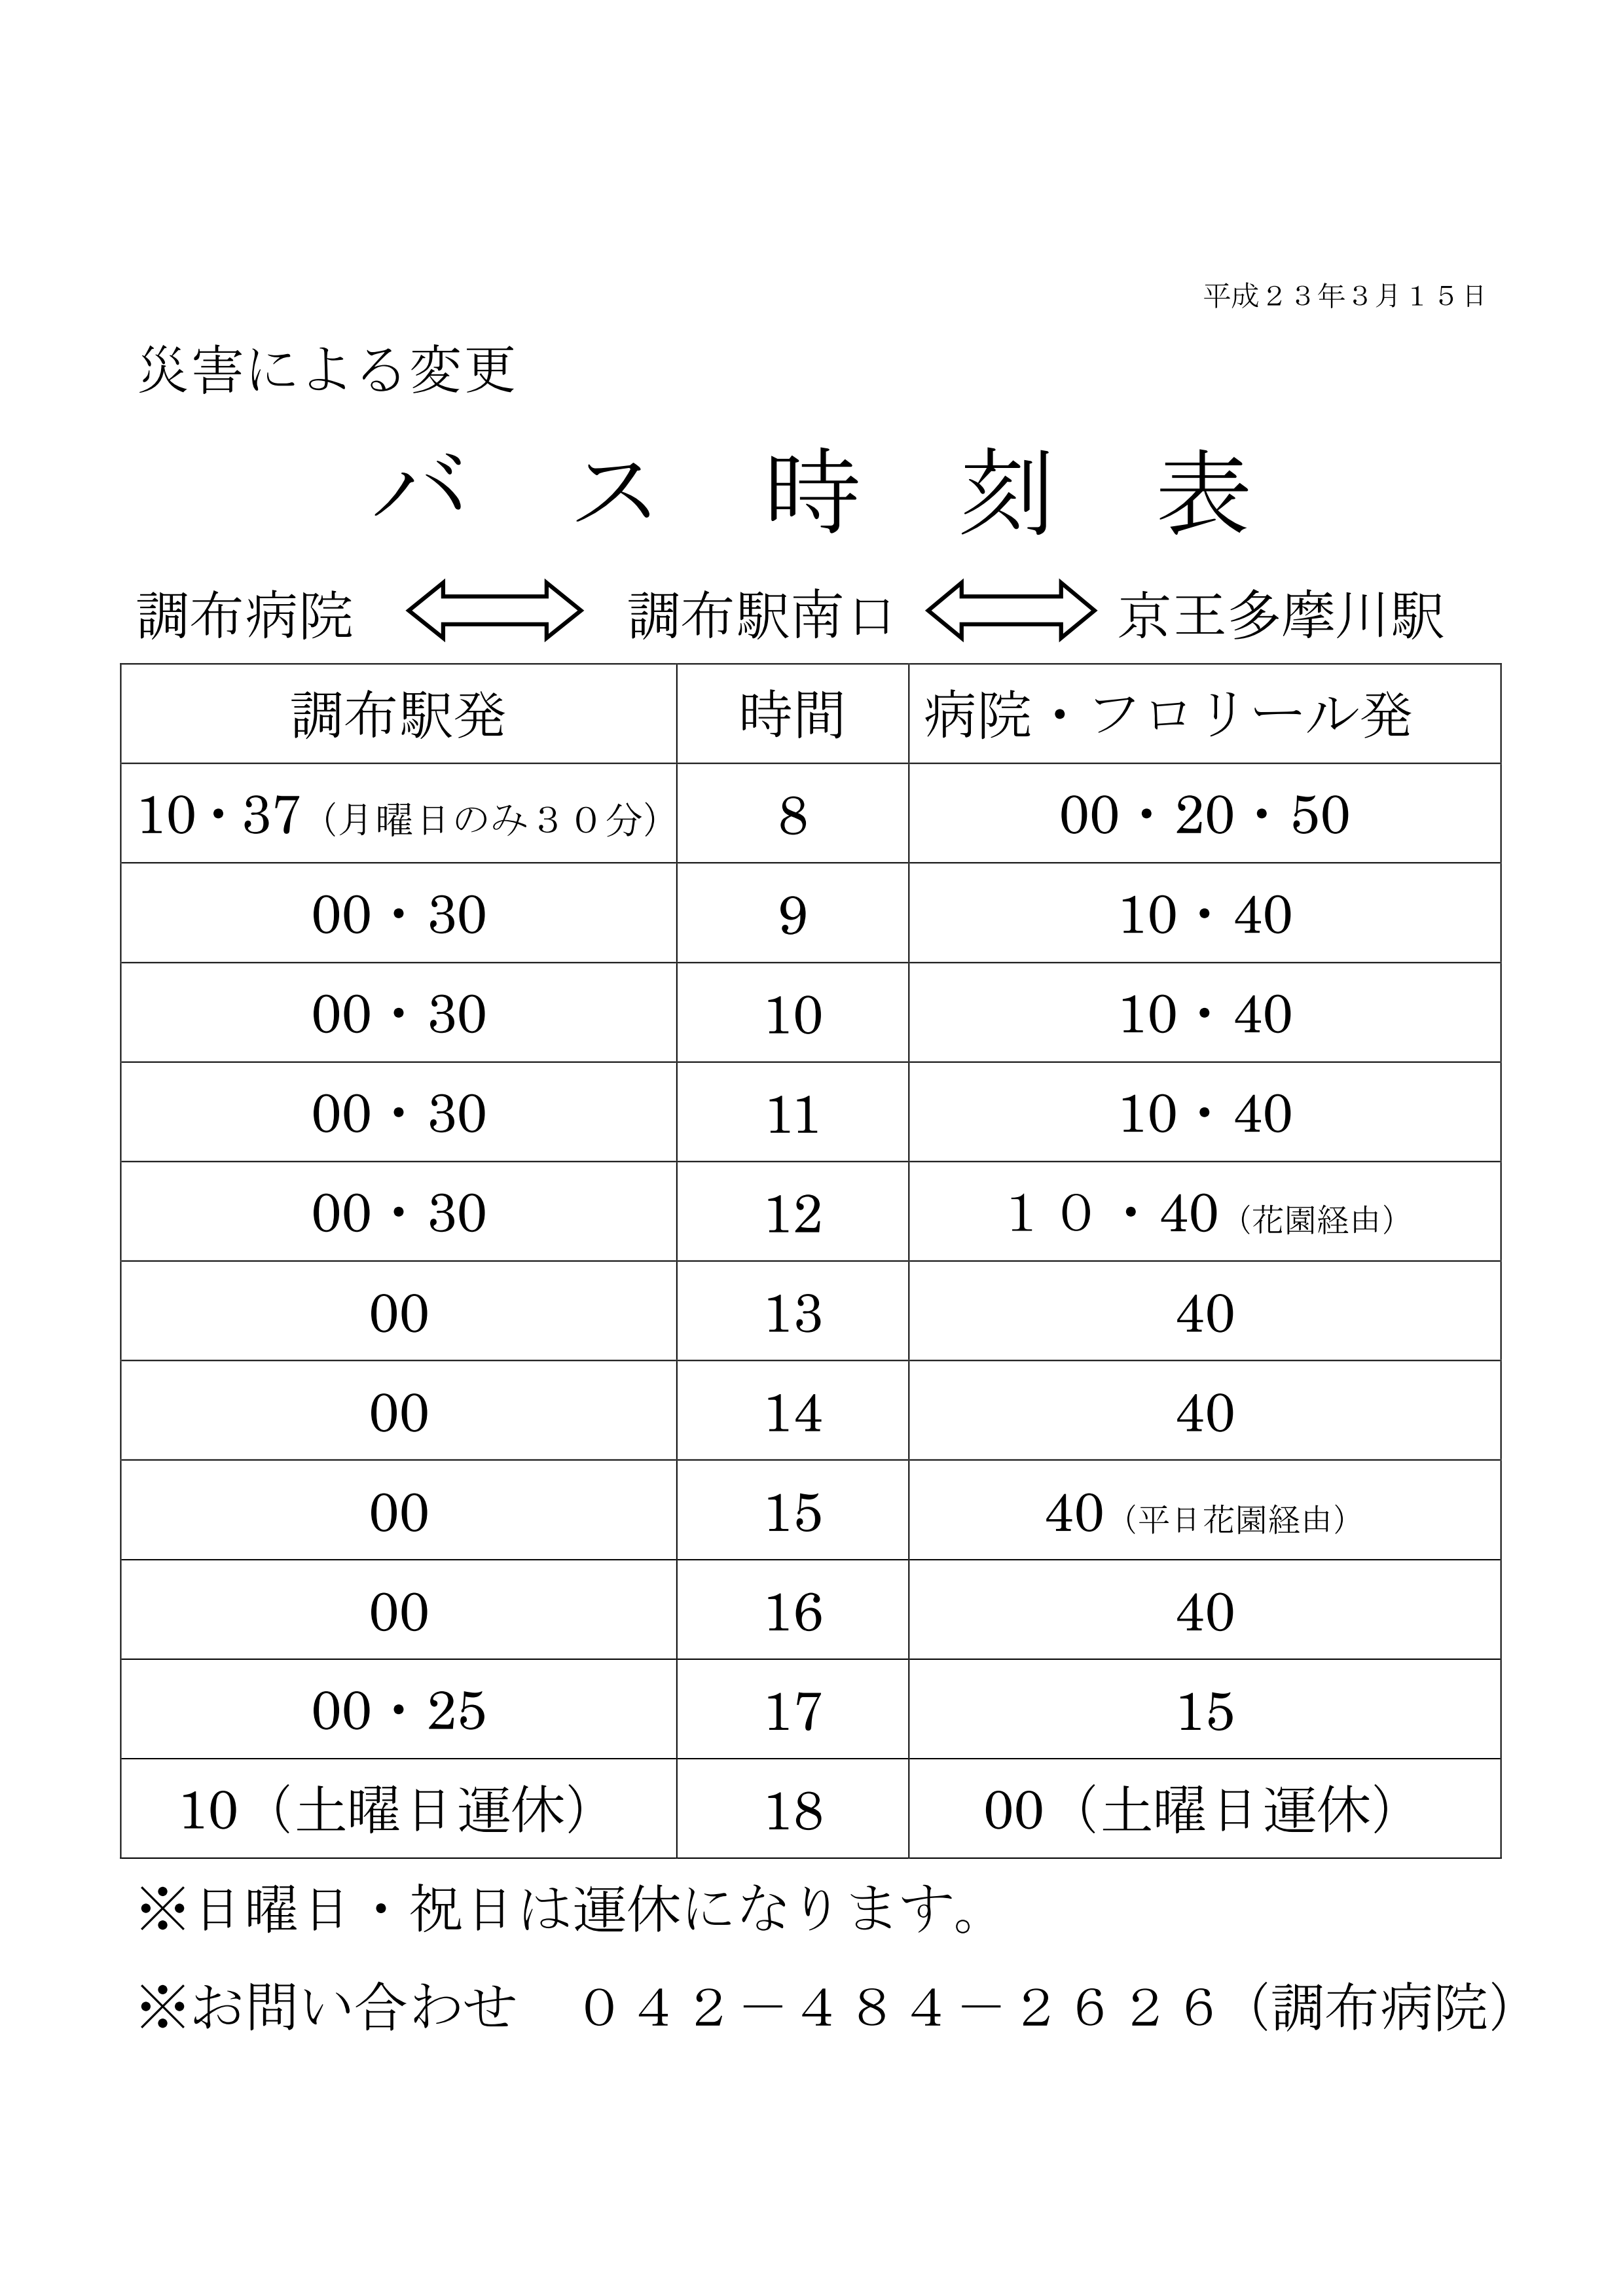 平成２３年３月１５日
災害による変更
バス時刻表
調布病院 ⇔ 調布駅南口 ⇔ 京王多摩川駅
調布駅発 時間 病院・フロリール発
10・37（月曜日のみ３０分） 8 00・20・50
00・30 9 10・40
00・30 10 10・40
00・30 11 10・40
00・30 12 １０・40（花園経由）
00 13 40
00 14 40
00 15 40（平日花園経由）
00 16 40
00・25 17 15
10（土曜日運休） 18 00（土曜日運休）
※日曜日・祝日は運休になります。
※お問い合わせ　０４２－４８４－２６２６（調布病院）